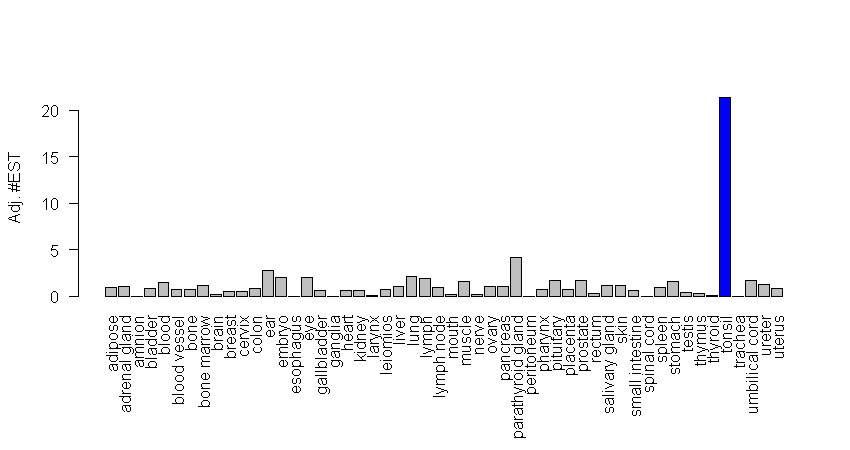 Adj. #EST
20
15
10
5
0
adipose
adrenal gland
amnion
bladder
blood
blood vessel
bone
bone marrow
brain
breast
cervix
colon
ear
embryo
esophagus
eye
gallbladder
ganglia
heart
kidney
larynx
leiomios
liver
lung
lymph
lymph node
mouth
muscle
nerve
ovary
pancreas
parathyroid gland
peritoneum
pharynx
pituitary
placenta
prostate
rectum
salivary gland
skin
small intestine
spinal cord
spleen
stomach
testis
thymus
thyroid
tonsil
trachea
umbilical cord
ureter
uterus